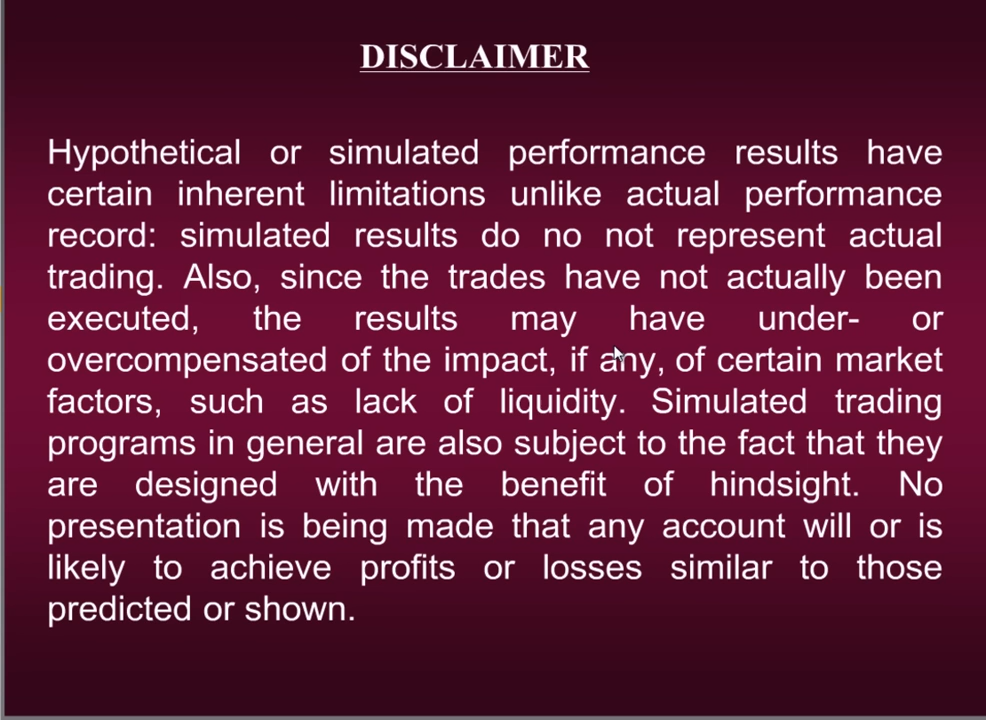 DISCLAIMER
Hypothetical or simulated performance results have
certain inherent limitations unlike actual performance
record: simulated results do no not represent actual
trading. Also, since the trades have not actually been
executed, the results may have under- or
overcompensated of the impact, if any, of certain market
factors, such as lack of liquidity. Simulated trading
programs in general are also subject to the fact that they
are designed with the benefit of hindsight. No
presentation is being made that any account will or is
likely to achieve profits or losses similar to those
predicted or shown.